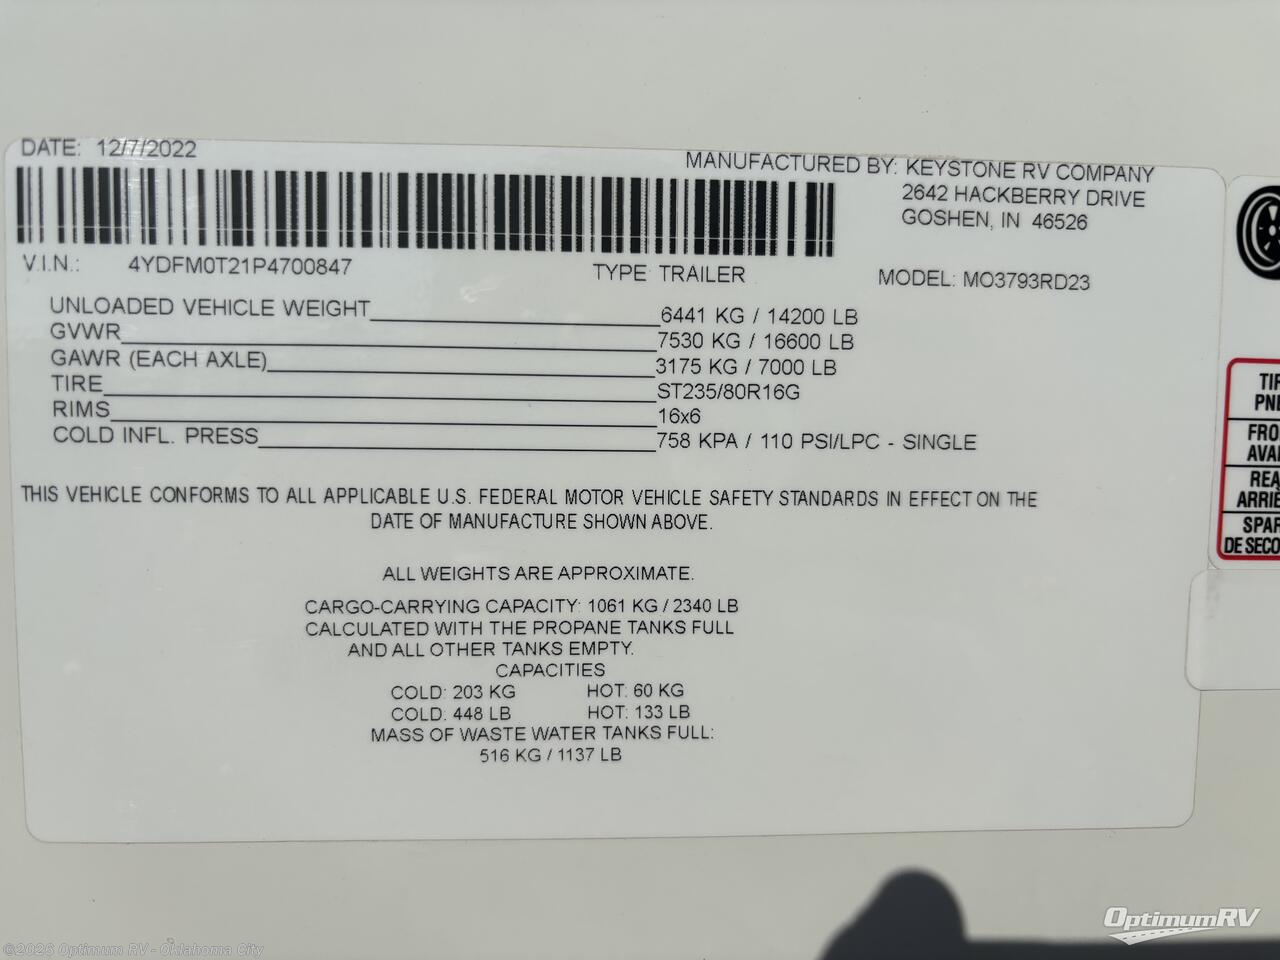 DATE: 12/7/2022
MANUFACTURED BY: KEYSTONE RV COMPANY
2642 HACKBERRY DRIVE
GOSHEN, IN 46526
V.I.N.: 4YDFM0T21P4700847 TYPE TRAILER MODEL: MO3793RD23
UNLOADED VEHICLE WEIGHT 6441 KG / 14200 LB
GVWR 7530 KG / 16600 LB
GAWR (EACH AXLE) 3175 KG / 7000 LB
TIRE ST235/80R16G
RIMS 16x6
COLD INFL. PRESS 758 KPA / 110 PSI/LPC - SINGLE
THIS VEHICLE CONFORMS TO ALL APPLICABLE U.S. FEDERAL MOTOR VEHICLE SAFETY STANDARDS IN EFFECT ON THE
DATE OF MANUFACTURE SHOWN ABOVE.
ALL WEIGHTS ARE APPROXIMATE.
CARGO-CARRYING CAPACITY: 1061 KG / 2340 LB
CALCULATED WITH THE PROPANE TANKS FULL
AND ALL OTHER TANKS EMPTY.
CAPACITIES
COLD: 203 KG HOT: 60 KG
COLD: 448 LB HOT: 133 LB
MASS OF WASTE WATER TANKS FULL:
516 KG / 1137 LB
TIR
PNE
FRO
AVA
REA
ARRIÈ
SPAR
DE SECO
OptimumRV
©2026 Optimum RV - Oklahoma City